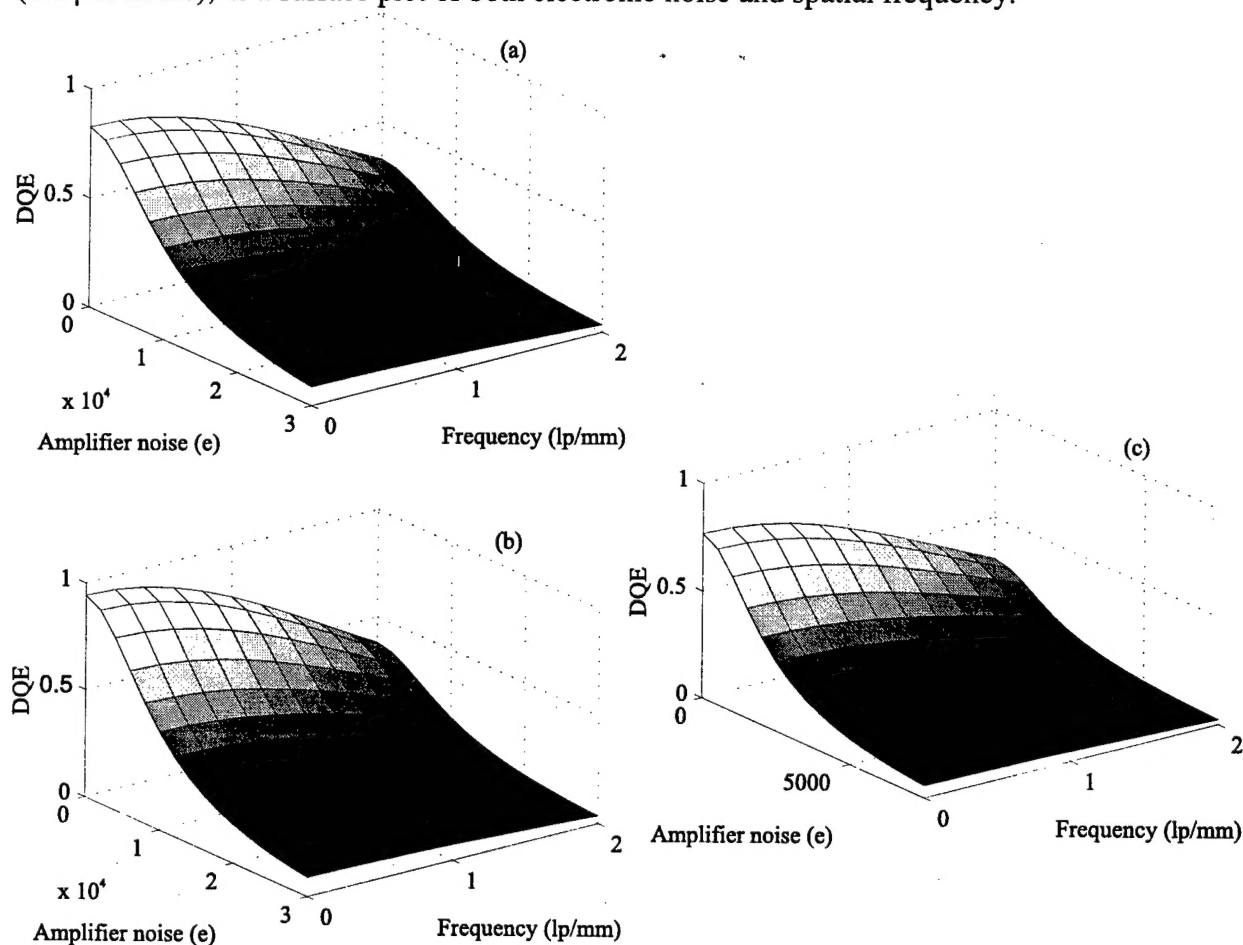 surface plot of both electronic noise and spatial frequency.
(a)
1
DQE
0.5
0
0
1
2
3
x 10⁴
Amplifier noise (e)
0
1
2
Frequency (lp/mm)
(b)
1
DQE
0.5
0
0
1
2
3
x 10⁴
Amplifier noise (e)
0
1
2
Frequency (lp/mm)
(c)
1
DQE
0.5
0
0
5000
Amplifier noise (e)
0
1
2
Frequency (lp/mm)